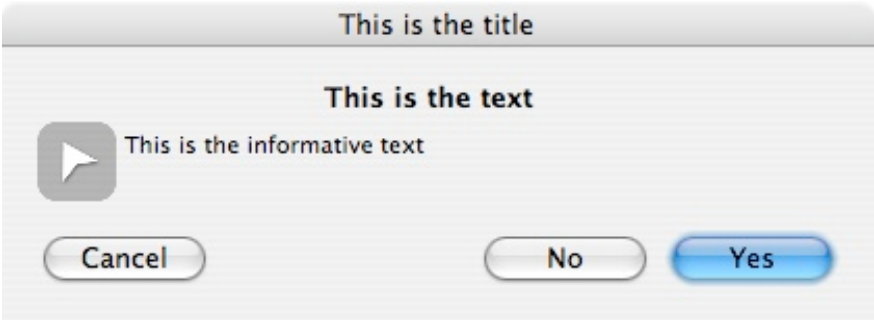 This is the title
This is the text
This is the informative text
Cancel No Yes